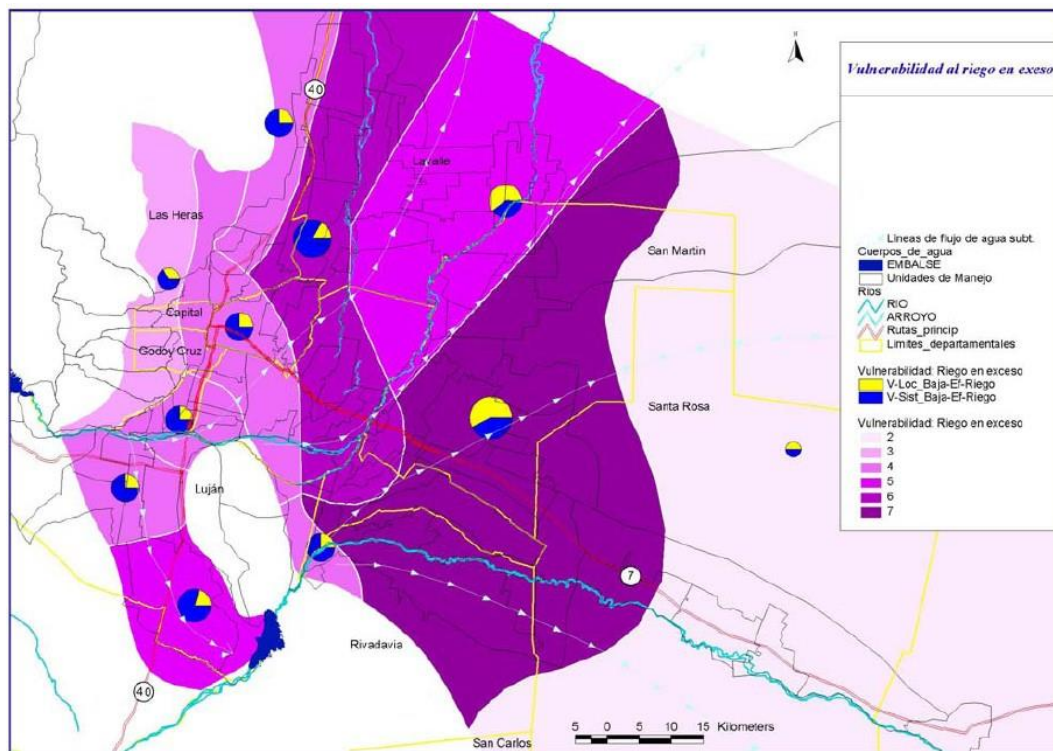 N
Vulnerabilidad al riego en exeso
40
Lavalle
Las Heras
San Martin
Capital
Godoy Cruz
Santa Rosa
Luján
7
Rivadavia
40
San Carlos
5 0 5 10 15 Kilometers
Líneas de flujo de agua subt.
Cuerpos_de_agua
EMBALSE
Unidades de Manejo
Rios
RIO
ARROYO
Rutas_princip
Limites_departamentales
Vulnerabilidad: Riego en exceso
V-Loc_Baja-Ef-Riego
V-Sist_Baja-Ef-Riego
Vulnerabilidad: Riego en exceso
2
3
4
5
6
7